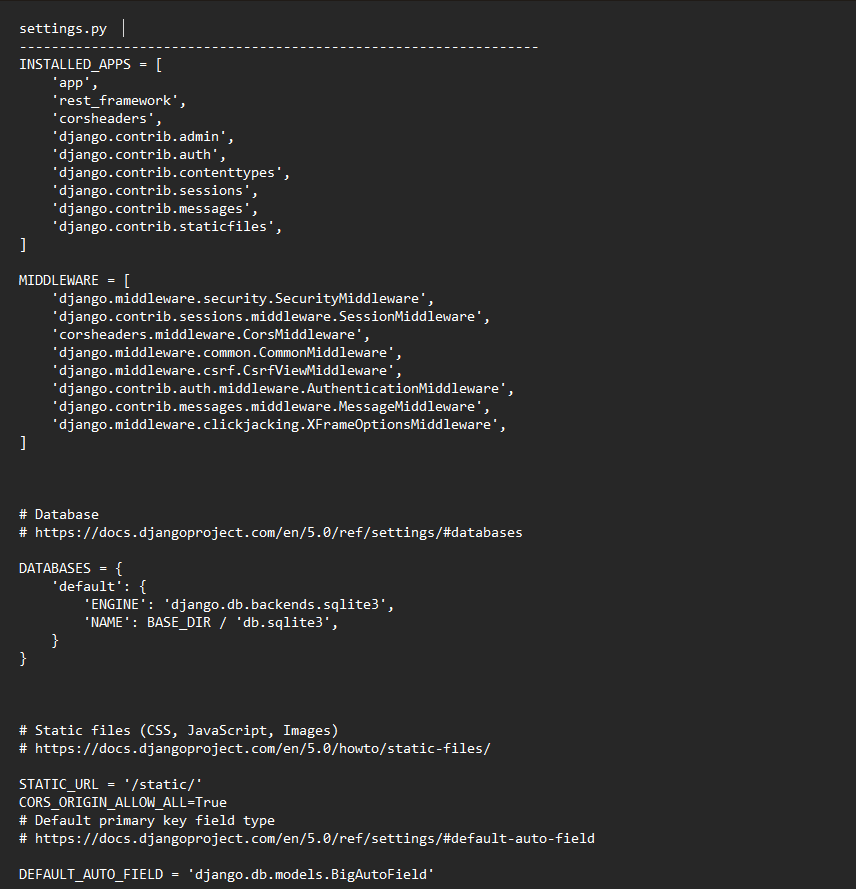 settings.py |
-----------------------------------------------------------------
INSTALLED_APPS = [
    'app',
    'rest_framework',
    'corsheaders',
    'django.contrib.admin',
    'django.contrib.auth',
    'django.contrib.contenttypes',
    'django.contrib.sessions',
    'django.contrib.messages',
    'django.contrib.staticfiles',
]
MIDDLEWARE = [
    'django.middleware.security.SecurityMiddleware',
    'django.contrib.sessions.middleware.SessionMiddleware',
    'corsheaders.middleware.CorsMiddleware',
    'django.middleware.common.CommonMiddleware',
    'django.middleware.csrf.CsrfViewMiddleware',
    'django.contrib.auth.middleware.AuthenticationMiddleware',
    'django.contrib.messages.middleware.MessageMiddleware',
    'django.middleware.clickjacking.XFrameOptionsMiddleware',
]
# Database
# https://docs.djangoproject.com/en/5.0/ref/settings/#databases
DATABASES = {
    'default': {
        'ENGINE': 'django.db.backends.sqlite3',
        'NAME': BASE_DIR / 'db.sqlite3',
    }
}
# Static files (CSS, JavaScript, Images)
# https://docs.djangoproject.com/en/5.0/howto/static-files/
STATIC_URL = '/static/'
CORS_ORIGIN_ALLOW_ALL=True
# Default primary key field type
# https://docs.djangoproject.com/en/5.0/ref/settings/#default-auto-field
DEFAULT_AUTO_FIELD = 'django.db.models.BigAutoField'